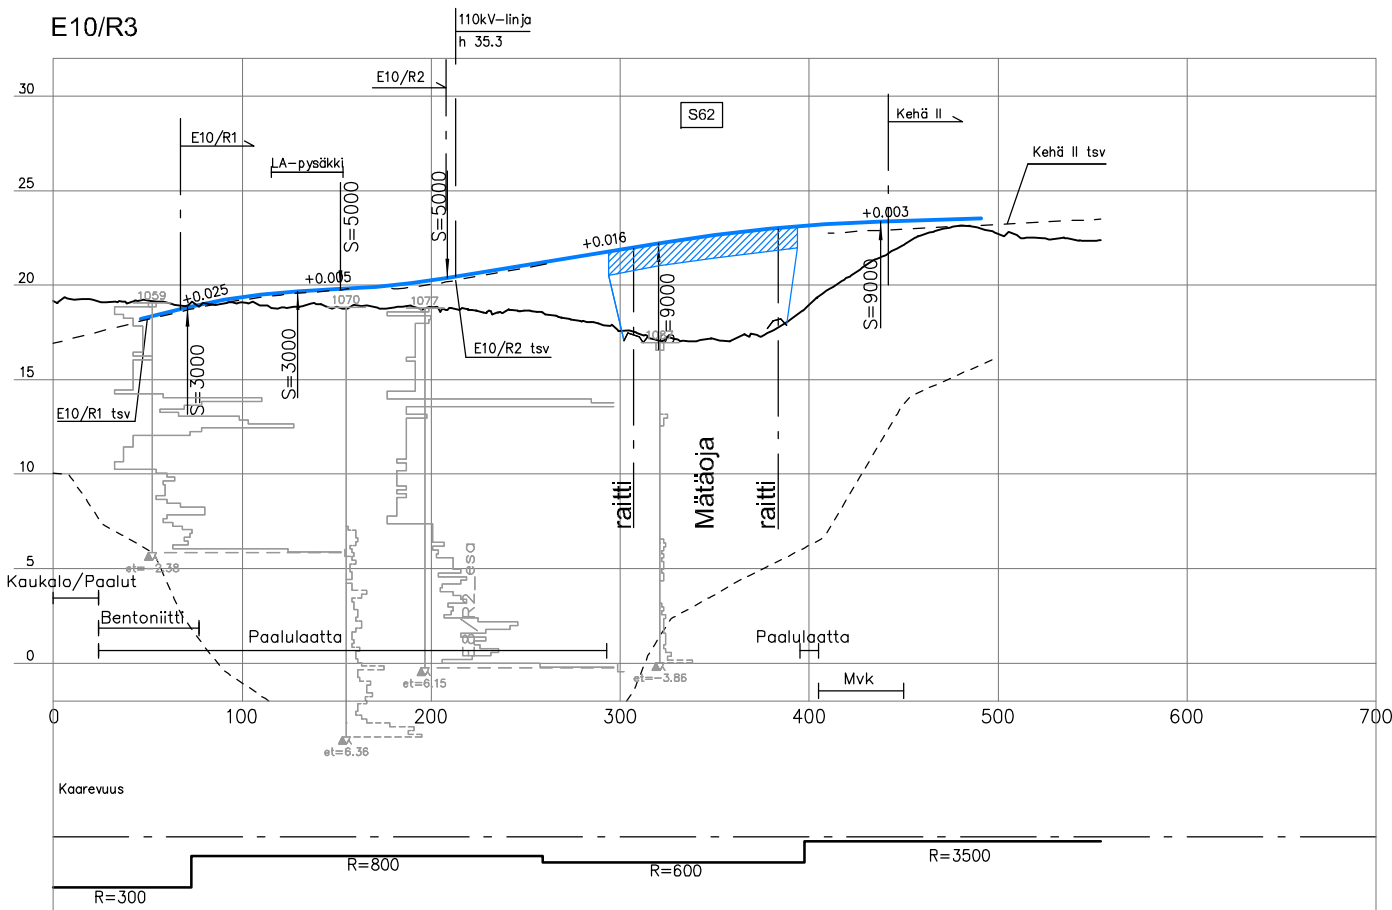 E10/R3
110kV-linja
h 35.3
E10/R2
S62
Kehä II
E10/R1
LA-pysäkki
Kehä II tsv
30
25
20
15
10
5
0
S=5000
S=5000
+0.003
+0.016
+0.005
+0.025
1059
1070
1077
S=9000
S=9000
S=3000
S=3000
E10/R2 tsv
E10/R1 tsv
raitti
Mätäoja
raitti
et=-2.38
Kaukalo/Paalut
Bentoniitti
Paalulaatta
Paalulaatta
et=6.15
et=-3.86
Mvk
0
100
200
300
400
500
600
700
et=6.36
Kaarevuus
R=300
R=800
R=600
R=3500